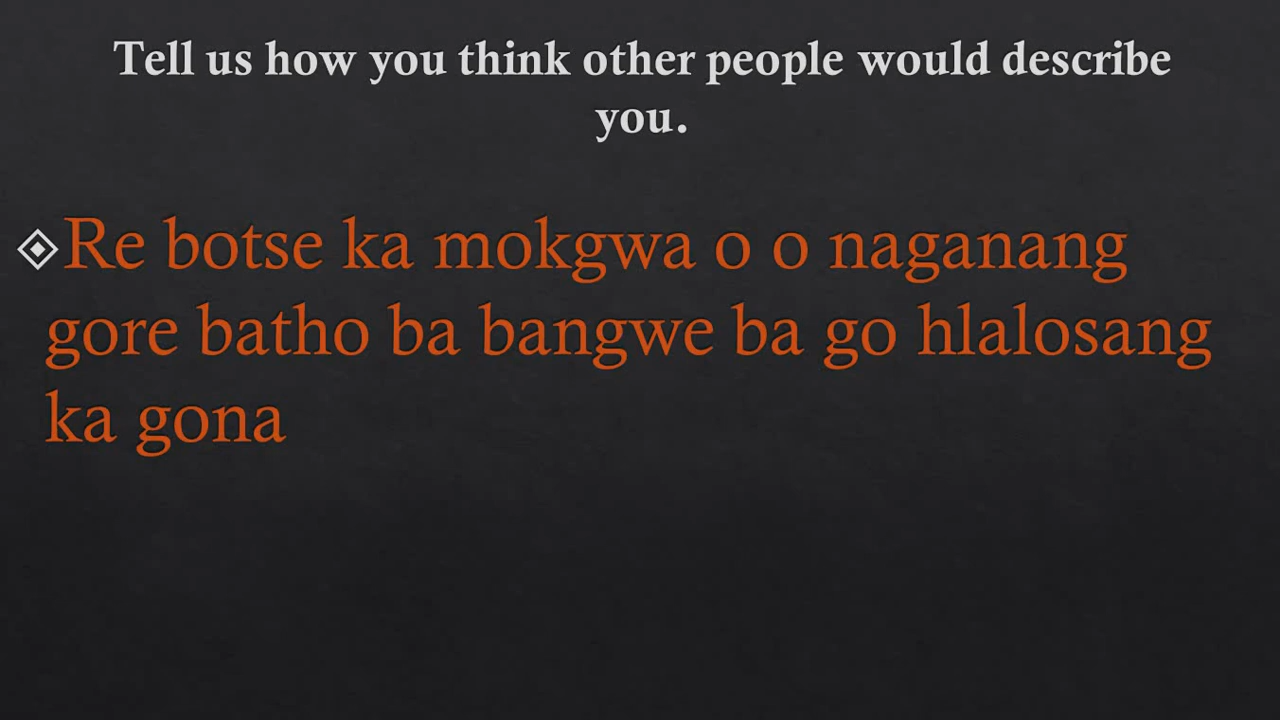 Tell us how you think other people would describe
you.
Re botse ka mokgwa o o naganang
gore batho ba bangwe ba go hlalosang
ka gona